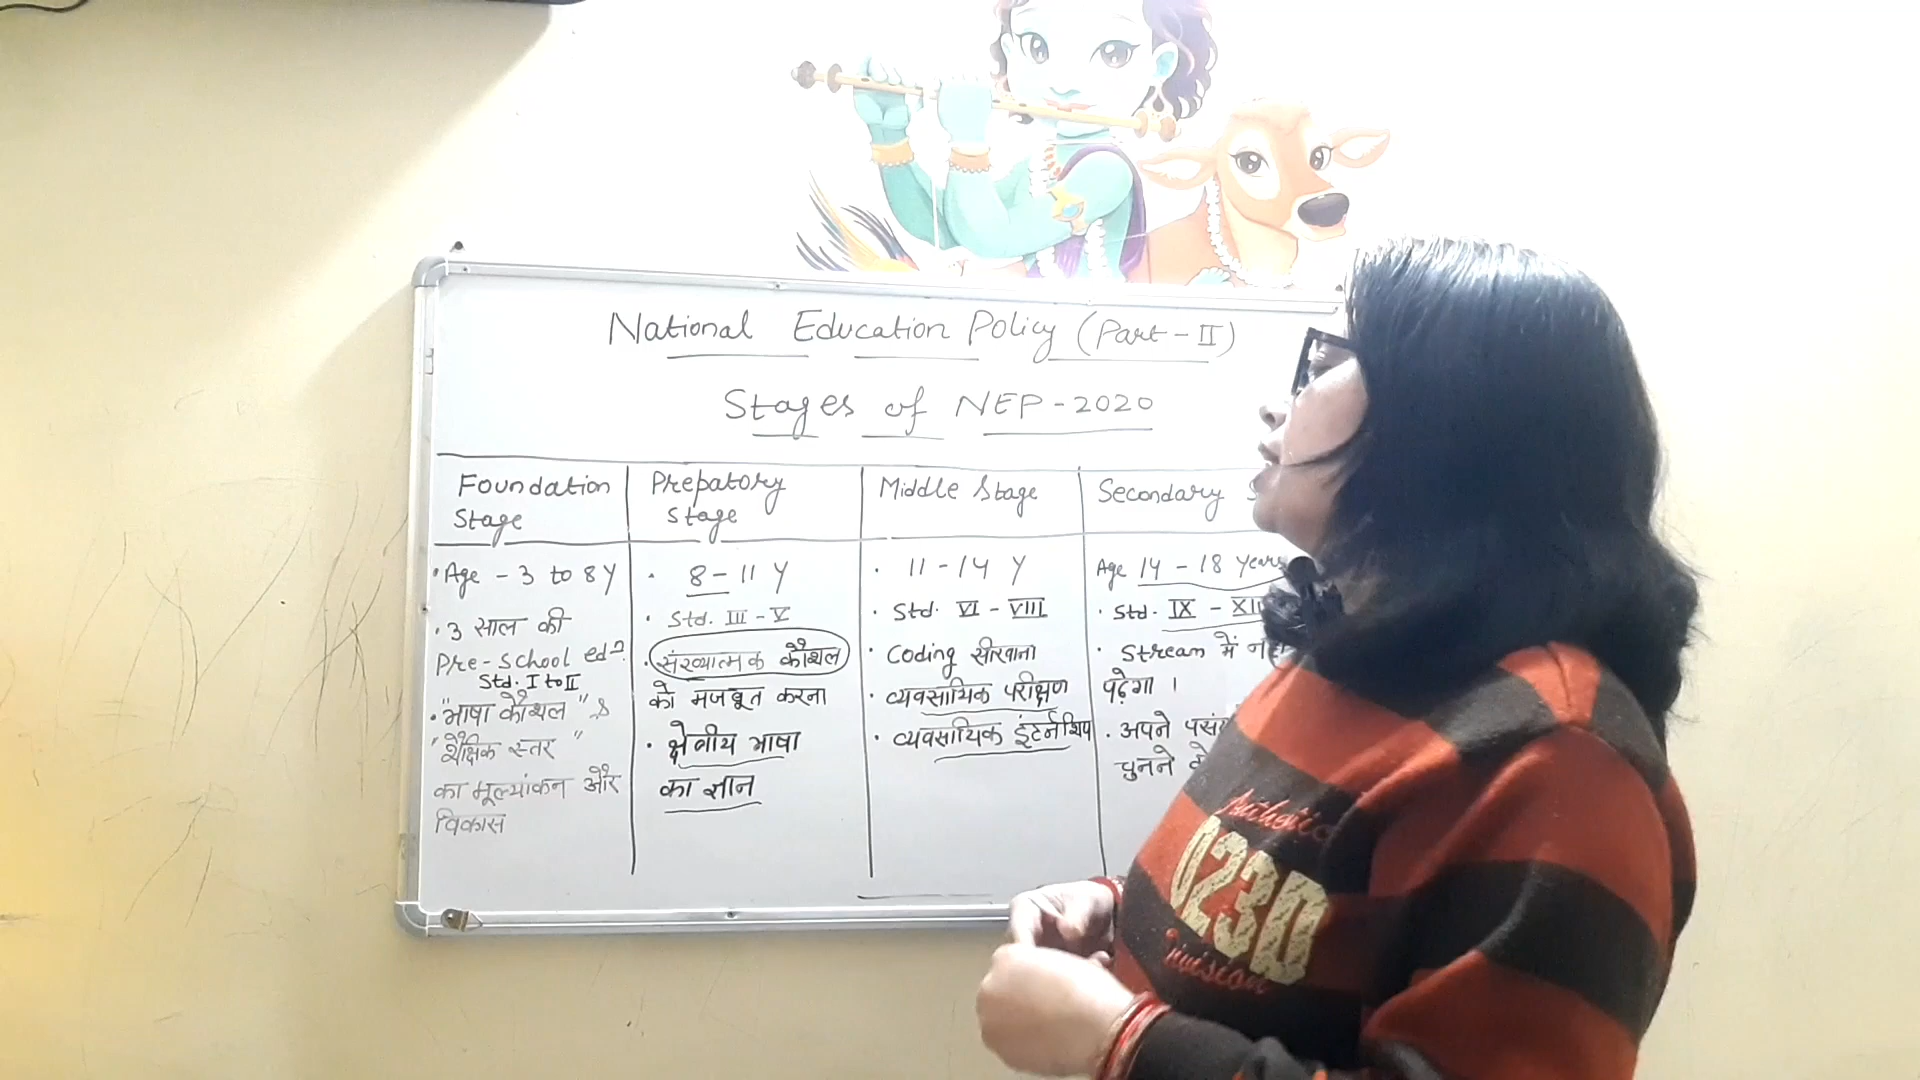 National Education Policy (Part-II)
Stages of NEP-2020
Foundation
Stage
• Age - 3 to 8 Y
• 3 साल की
Pre-School edn.
Std. I to II
• "भाषा कौशल" &
"शैक्षिक स्तर"
का मूल्यांकन और
विकास
Prepatory
Stage
• 8-11 Y
• Std. III - V
• संख्यात्मक कौशल
को मजबूत करना
• क्षेत्रीय भाषा
का ज्ञान
Middle Stage
• 11-14 Y
• Std. VI - VIII
• Coding सीखाना
• व्यवसायिक परीक्षण
• व्यवसायिक इंटर्नशिप
Secondary
Age 14 - 18 years
• Std. IX - XII
• Stream में
पढ़ेगा ।
• अपने
चुनने
Authentic
0230
Division